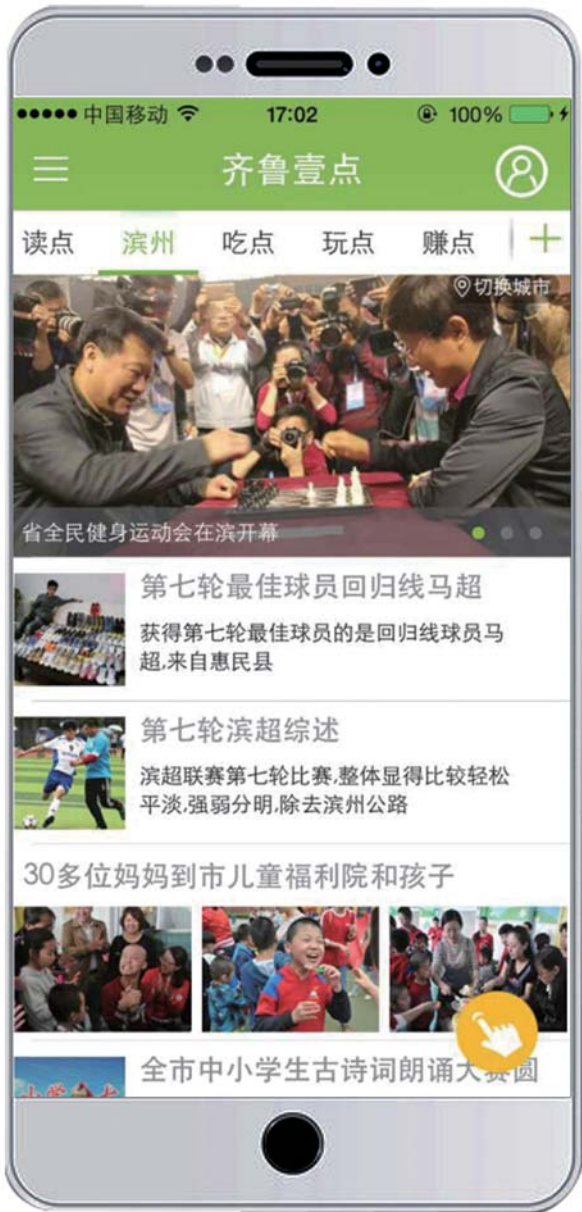 中国移动 17:02 100%
齐鲁壹点
读点 滨州 吃点 玩点 赚点
切换城市
省全民健身运动会在滨开幕
第七轮最佳球员回归线马超
获得第七轮最佳球员的是回归线球员马
超,来自惠民县
第七轮滨超综述
滨超联赛第七轮比赛,整体显得比较轻松
平淡,强弱分明,除去滨州公路
30多位妈妈到市儿童福利院和孩子
全市中小学生古诗词朗诵大赛圆